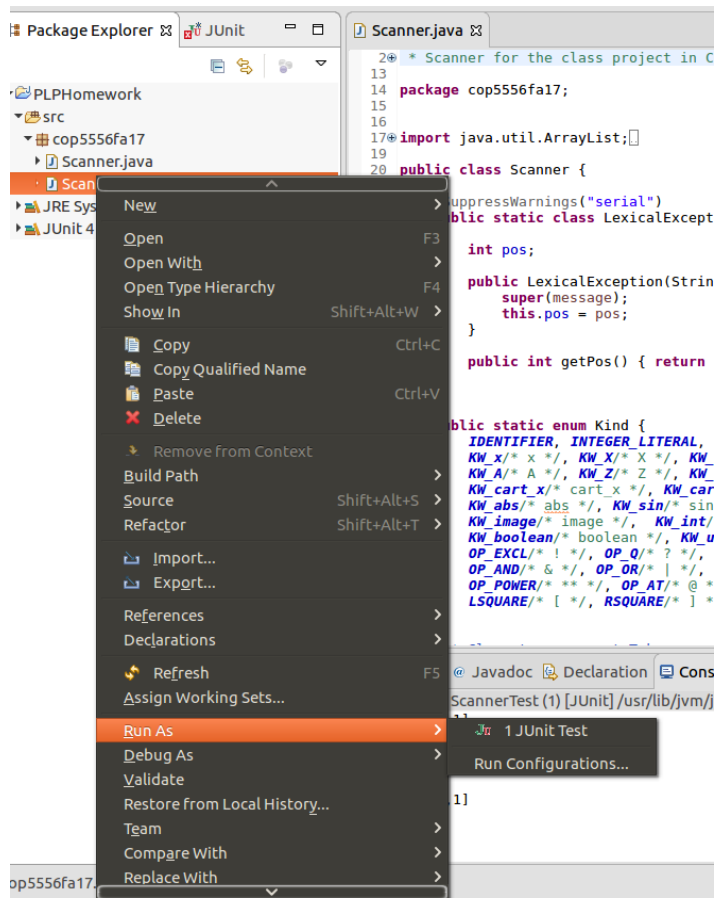 Package Explorer
JUnit
PLPHomework
src
cop5556fa17
Scanner.java
Scan
JRE Sys
JUnit 4
New
Open F3
Open With
Open Type Hierarchy F4
Show In Shift+Alt+W
Copy Ctrl+C
Copy Qualified Name
Paste Ctrl+V
Delete
Remove from Context
Build Path
Source Shift+Alt+S
Refactor Shift+Alt+T
Import...
Export...
References
Declarations
Refresh F5
Assign Working Sets...
Run As
Debug As
Validate
Restore from Local History...
Team
Compare With
Replace With
1 JUnit Test
Run Configurations...
Scanner.java
2 * Scanner for the class project in C
13
14 package cop5556fa17;
15
16
17 import java.util.ArrayList;
19
20 public class Scanner {
uppressWarnings("serial")
blic static class LexicalExcept
int pos;
public LexicalException(Strin
super(message);
this.pos = pos;
}
public int getPos() { return
blic static enum Kind {
IDENTIFIER, INTEGER_LITERAL,
KW_x/* x */, KW_X/* X */, KW_
KW_A/* A */, KW_Z/* Z */, KW_
KW_cart_x/* cart_x */, KW_car
KW_abs/* abs */, KW_sin/* sin
KW_image/* image */, KW_int/
KW_boolean/* boolean */, KW_u
OP_EXCL/* ! */, OP_Q/* ? */,
OP_AND/* & */, OP_OR/* | */,
OP_POWER/* ** */, OP_AT/* @ *
LSQUARE/* [ */, RSQUARE/* ] *
@ Javadoc Declaration Cons
ScannerTest (1) [JUnit] /usr/lib/jvm/j
,1]
op5556fa17.